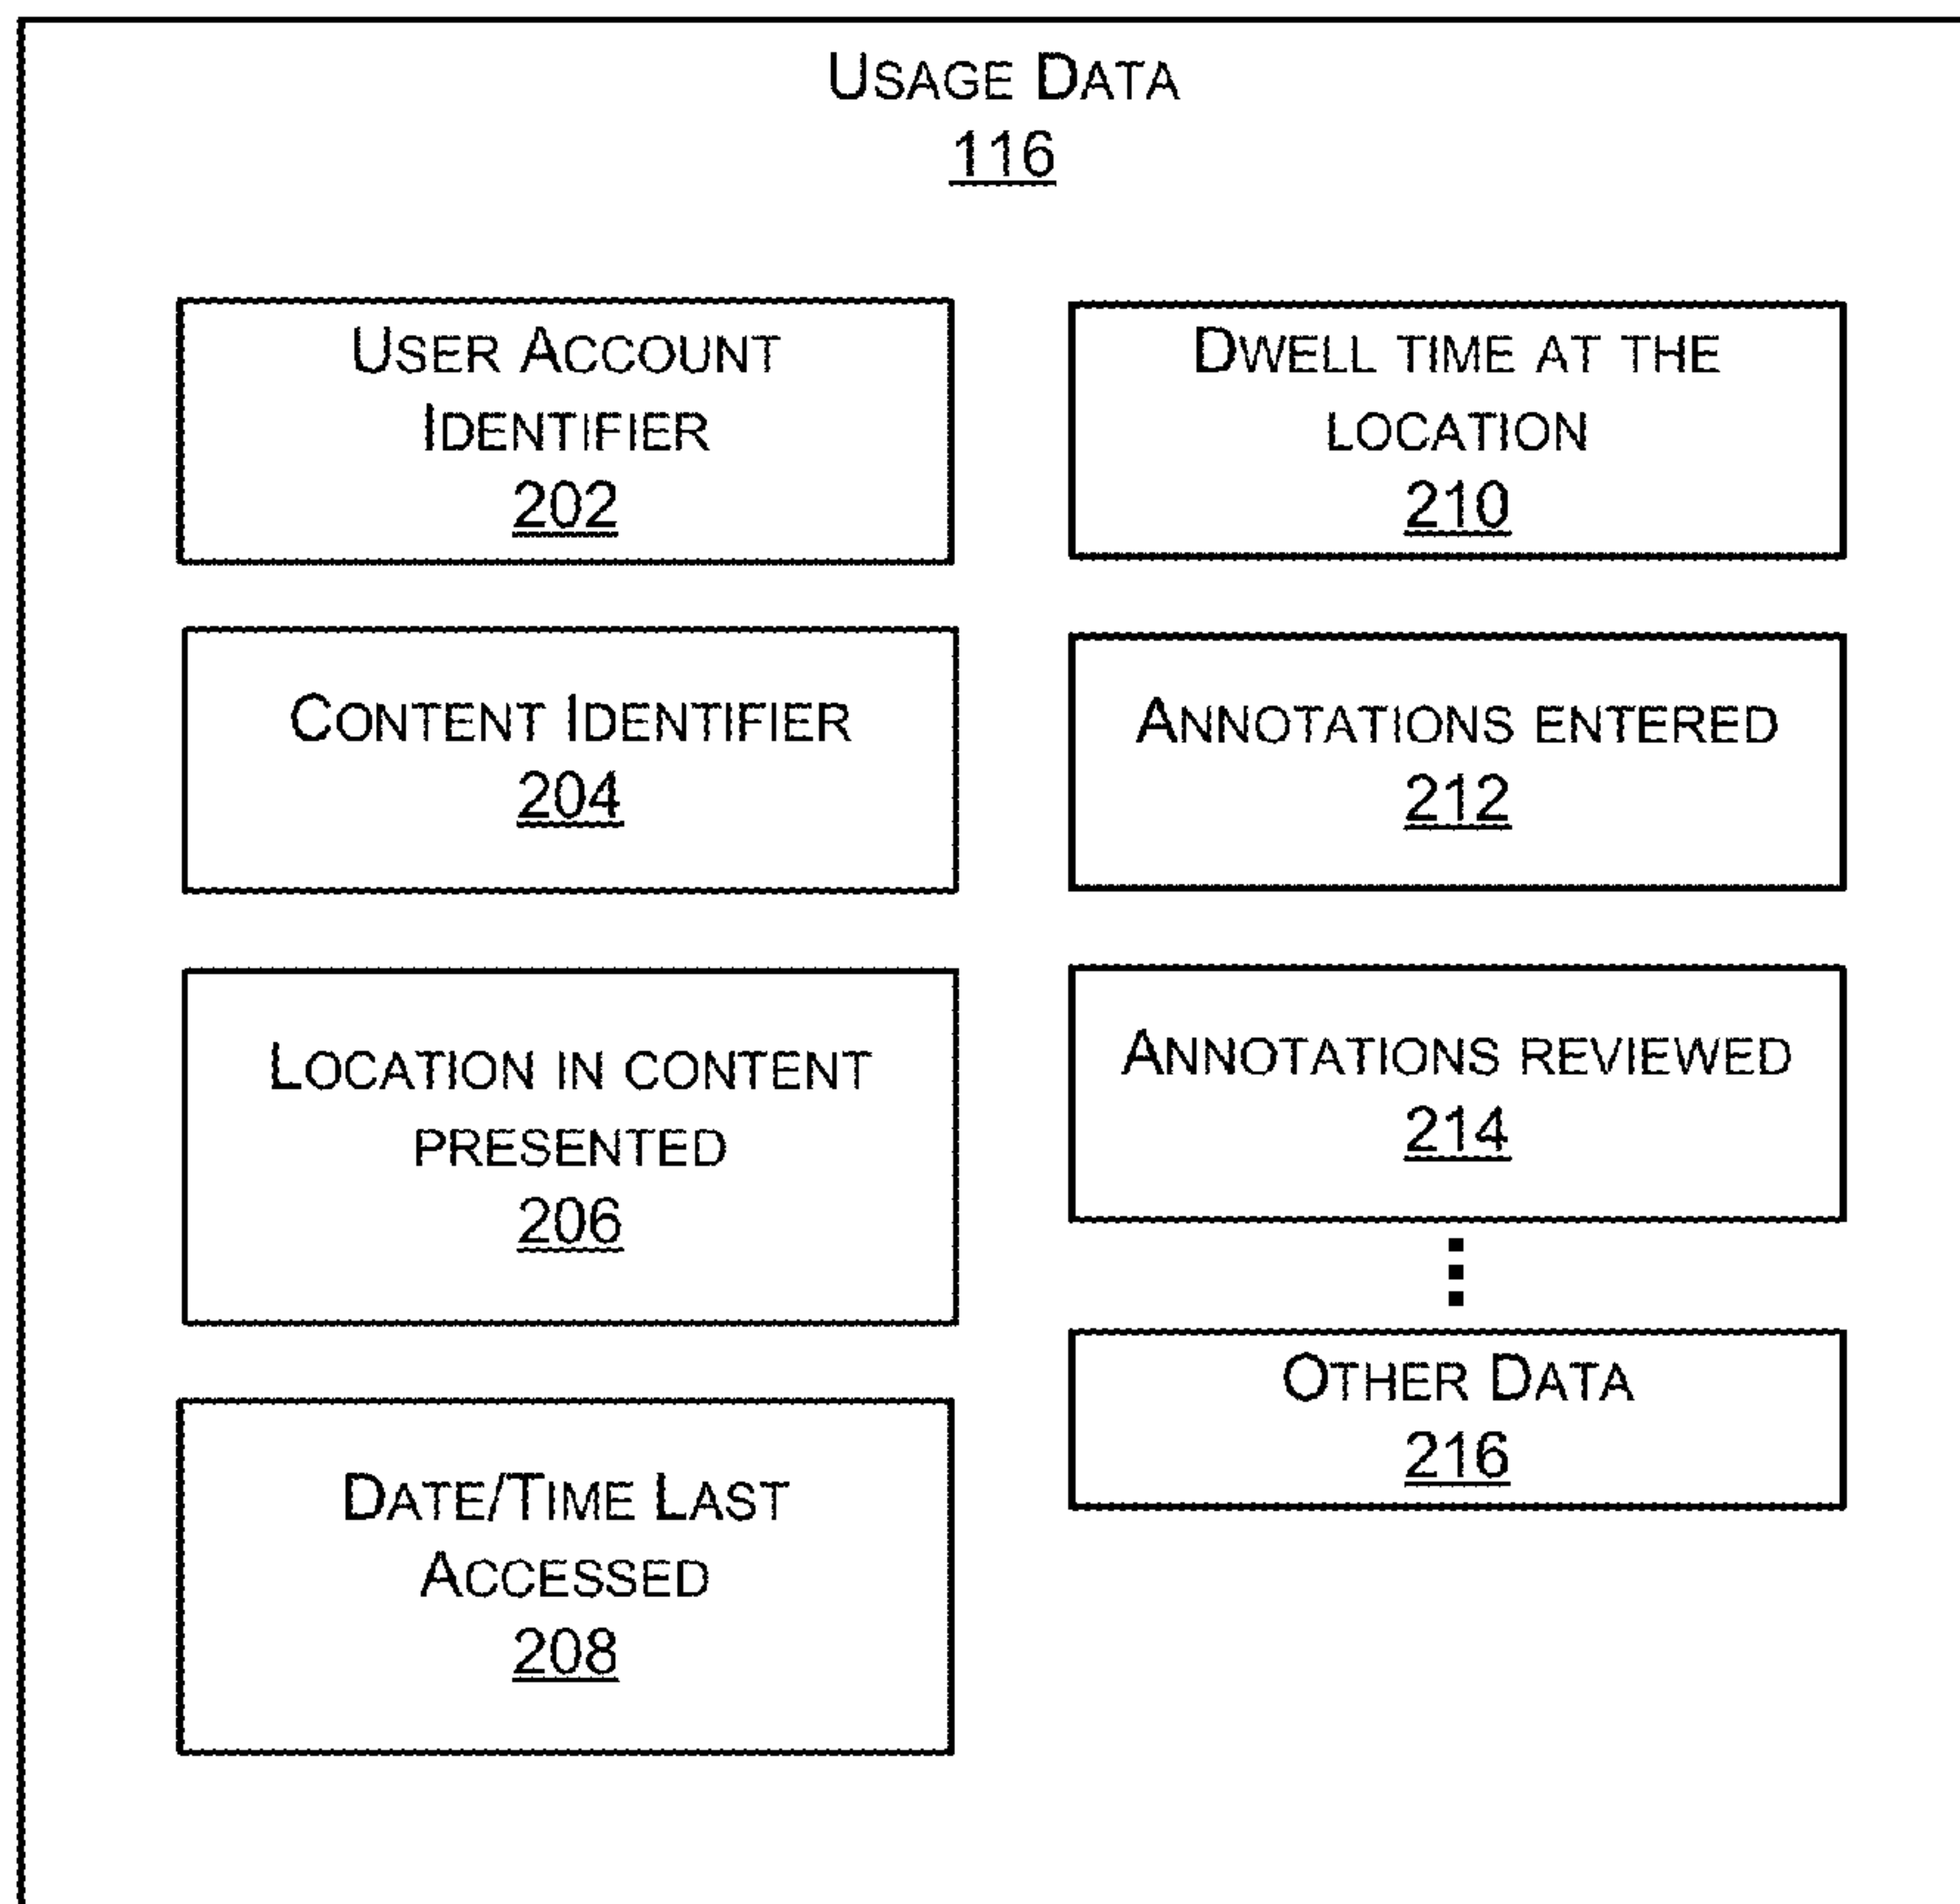 USAGE DATA
116
USER ACCOUNT
IDENTIFIER
202
CONTENT IDENTIFIER
204
LOCATION IN CONTENT
PRESENTED
206
DATE/TIME LAST
ACCESSED
208
DWELL TIME AT THE
LOCATION
210
ANNOTATIONS ENTERED
212
ANNOTATIONS REVIEWED
214
OTHER DATA
216